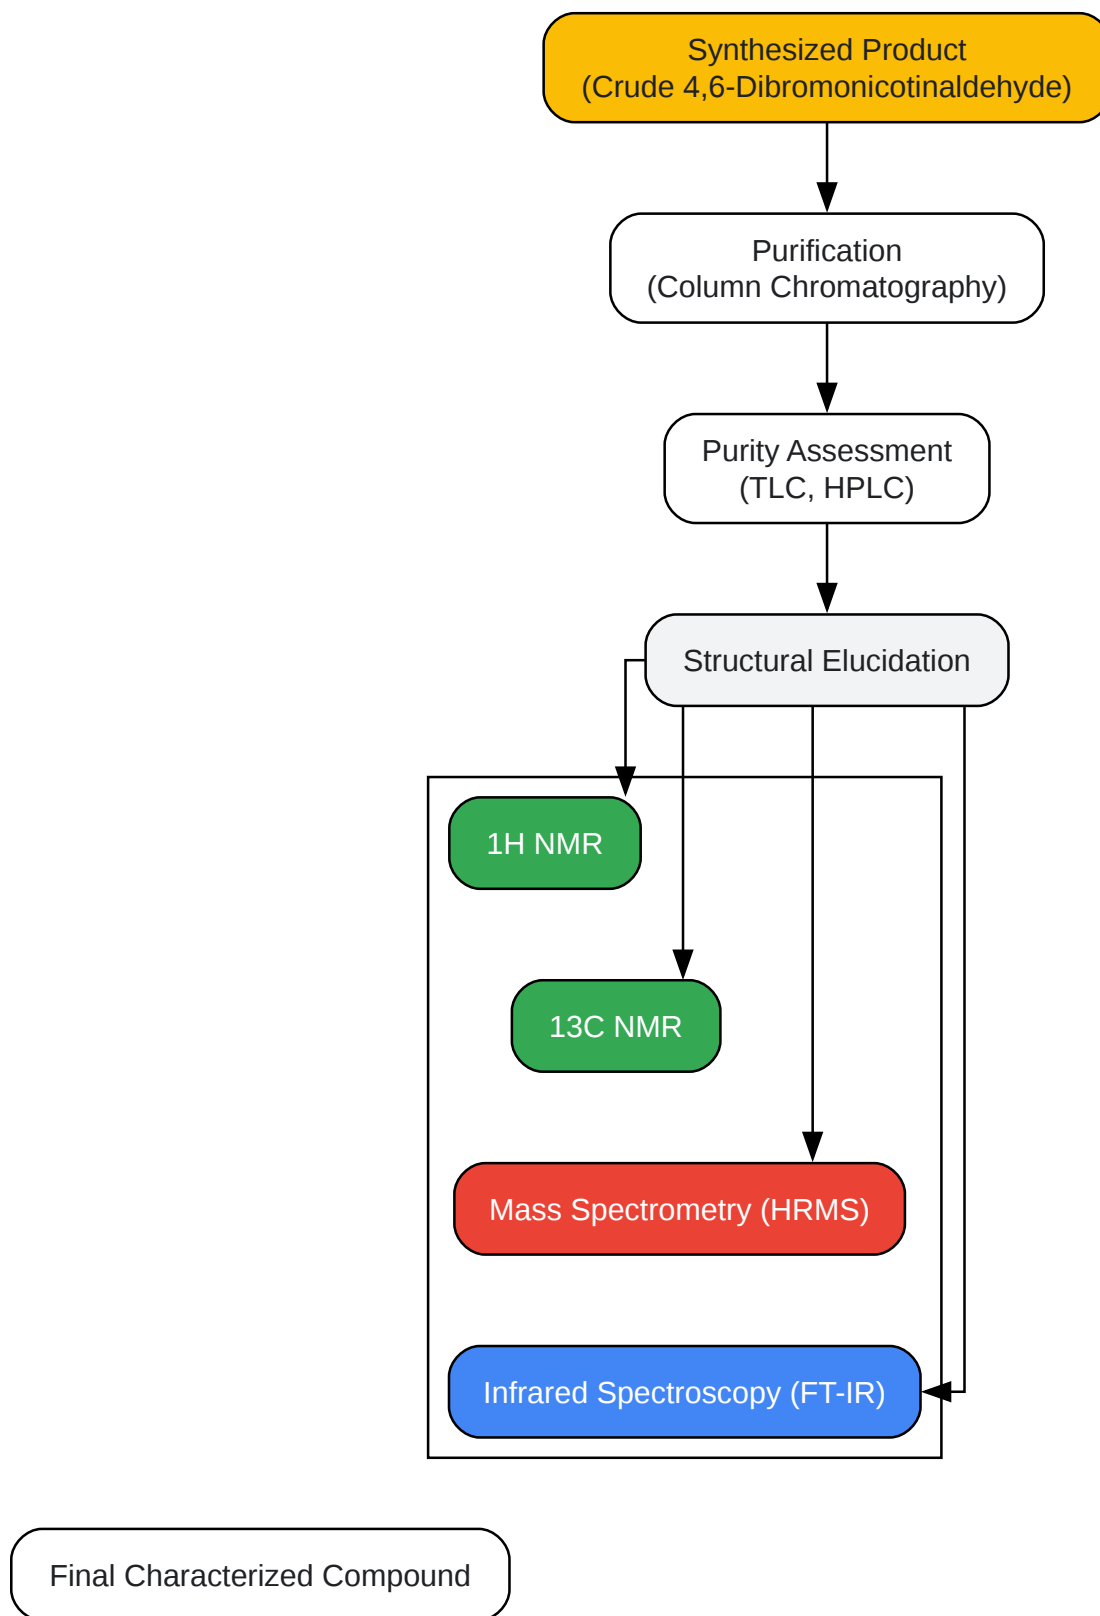 Synthesized Product
(Crude 4,6-Dibromonicotinaldehyde)
Purification
(Column Chromatography)
Purity Assessment
(TLC, HPLC)
Structural Elucidation
1H NMR
13C NMR
Mass Spectrometry (HRMS)
Infrared Spectroscopy (FT-IR)
Final Characterized Compound